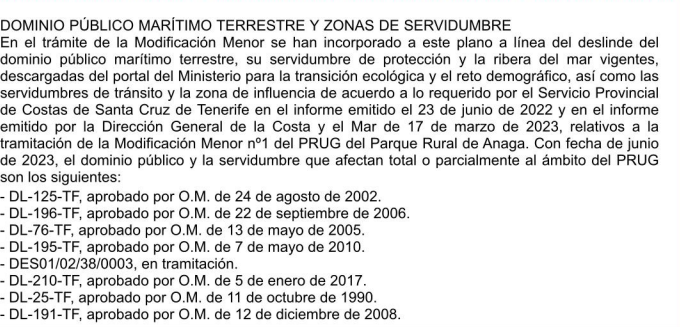 DOMINIO PÚBLICO MARÍTIMO TERRESTRE Y ZONAS DE SERVIDUMBRE
En el trámite de la Modificación Menor se han incorporado a este plano a línea del deslinde del
dominio público marítimo terrestre, su servidumbre de protección y la ribera del mar vigentes,
descargadas del portal del Ministerio para la transición ecológica y el reto demográfico, así como las
servidumbres de tránsito y la zona de influencia de acuerdo a lo requerido por el Servicio Provincial
de Costas de Santa Cruz de Tenerife en el informe emitido el 23 de junio de 2022 y en el informe
emitido por la Dirección General de la Costa y el Mar de 17 de marzo de 2023, relativos a la
tramitación de la Modificación Menor nº1 del PRUG del Parque Rural de Anaga. Con fecha de junio
de 2023, el dominio público y la servidumbre que afectan total o parcialmente al ámbito del PRUG
son los siguientes:
- DL-125-TF, aprobado por O.M. de 24 de agosto de 2002.
- DL-196-TF, aprobado por O.M. de 22 de septiembre de 2006.
- DL-76-TF, aprobado por O.M. de 13 de mayo de 2005.
- DL-195-TF, aprobado por O.M. de 7 de mayo de 2010.
- DES01/02/38/0003, en tramitación.
- DL-210-TF, aprobado por O.M. de 5 de enero de 2017.
- DL-25-TF, aprobado por O.M. de 11 de octubre de 1990.
- DL-191-TF, aprobado por O.M. de 12 de diciembre de 2008.